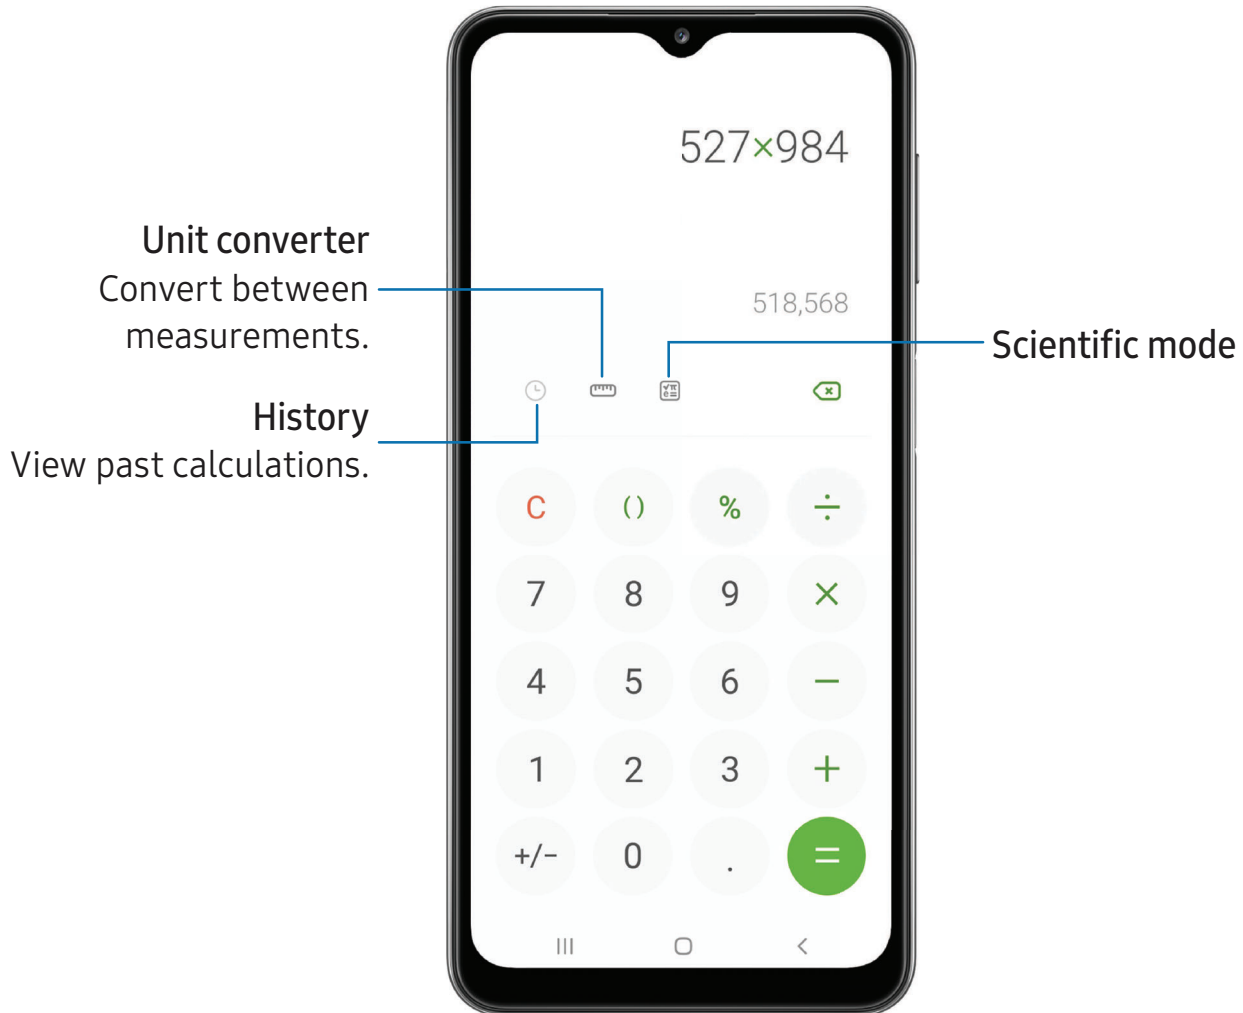 527×984
518,568
Unit converter
Convert between
measurements.
History
View past calculations.
Scientific mode
√π
e=
C
( )
%
÷
7
8
9
×
4
5
6
−
1
2
3
+
+/−
0
.
=